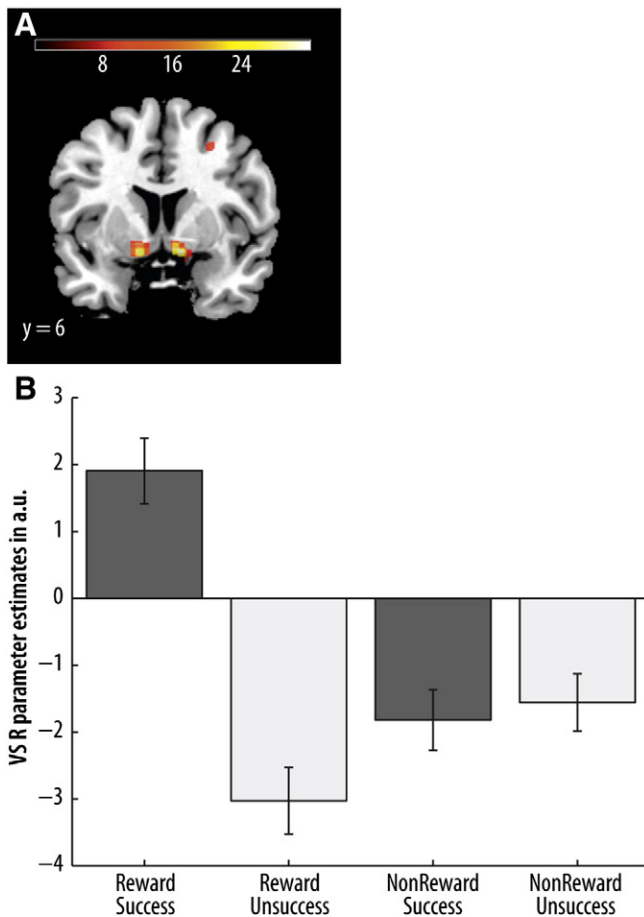 A
8 16 24
y = 6
B
VS R parameter estimates in a.u.
3
2
1
0
−1
−2
−3
−4
Reward Success
Reward Unsuccess
NonReward Success
NonReward Unsuccess